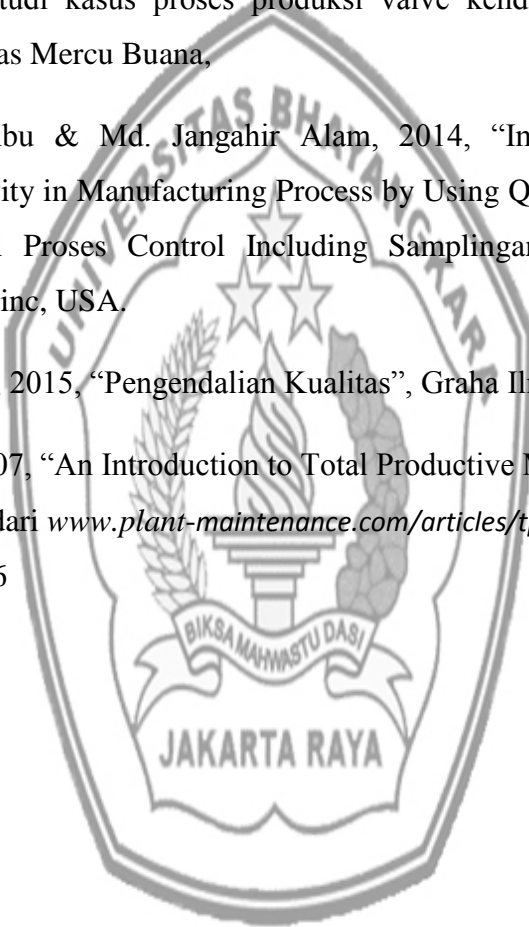 tudi kasus proses produksi valve kend
as Mercu Buana,
bu & Md. Jangahir Alam, 2014, “In
ity in Manufacturing Process by Using Q
Proses Control Including Samplingan
inc, USA.
, 2015, “Pengendalian Kualitas”, Graha Il
07, “An Introduction to Total Productive M
dari www.plant-maintenance.com/articles/t
6
UNIVERSITAS BHAYANGKARA
BIKSA MAHWASTU DASI
JAKARTA RAYA